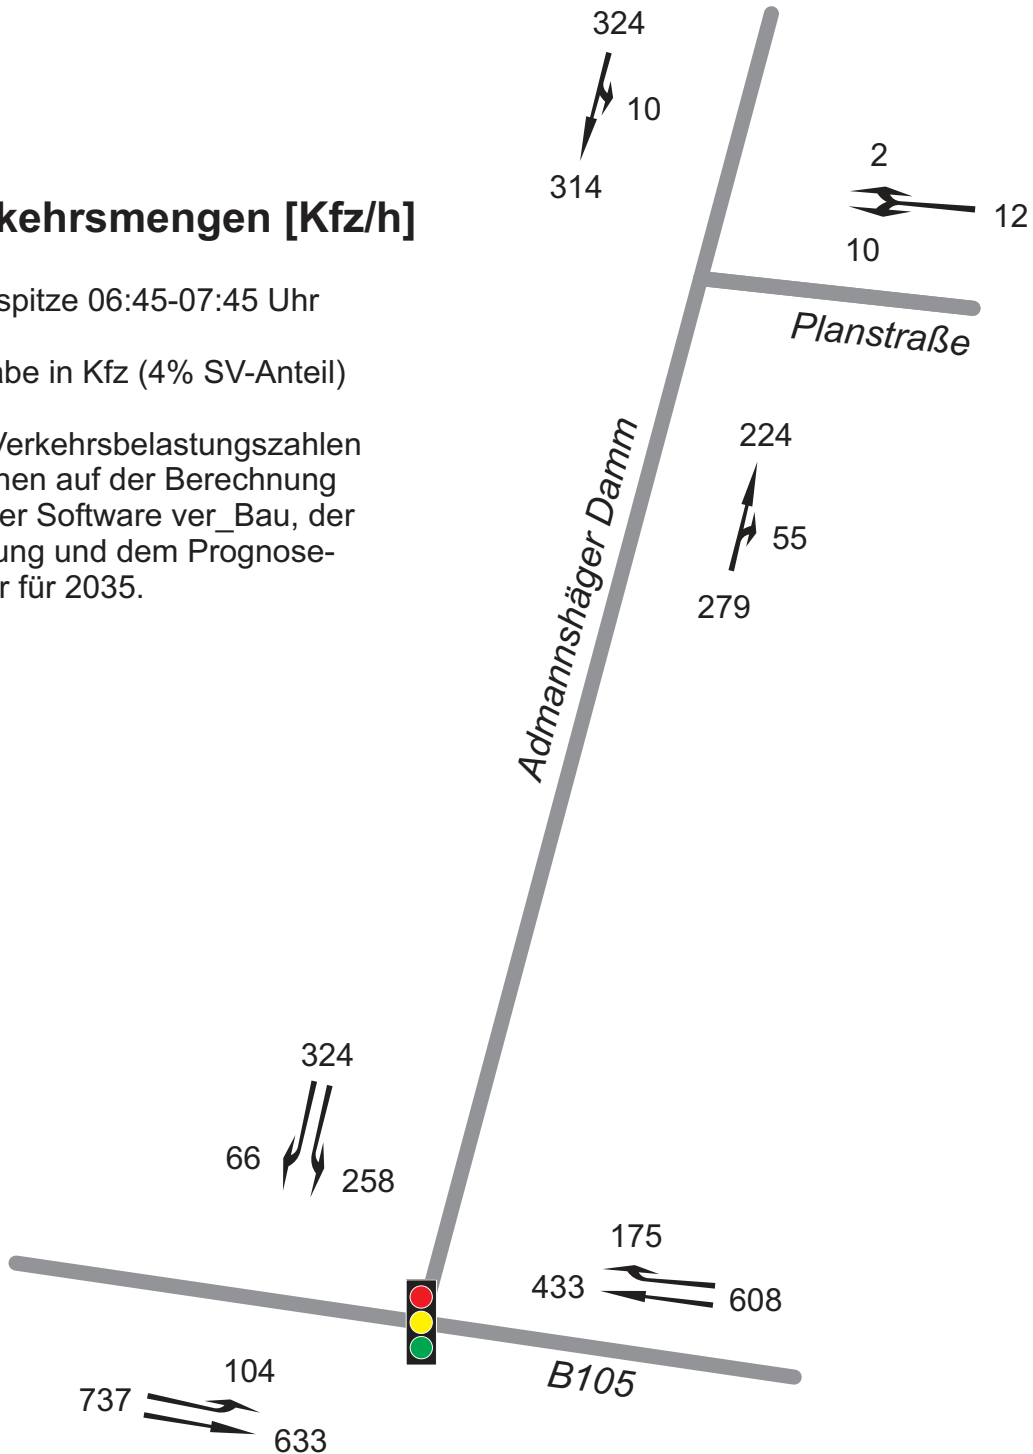 324
10
314
kehrsmengen [Kfz/h]
2
12
10
spitze 06:45-07:45 Uhr
Planstraße
abe in Kfz (4% SV-Anteil)
Verkehrsbelastungszahlen
nen auf der Berechnung
er Software ver_Bau, der
ung und dem Prognose-
r für 2035.
224
55
279
Admannshäger Damm
324
66
258
175
433
608
B105
104
737
633